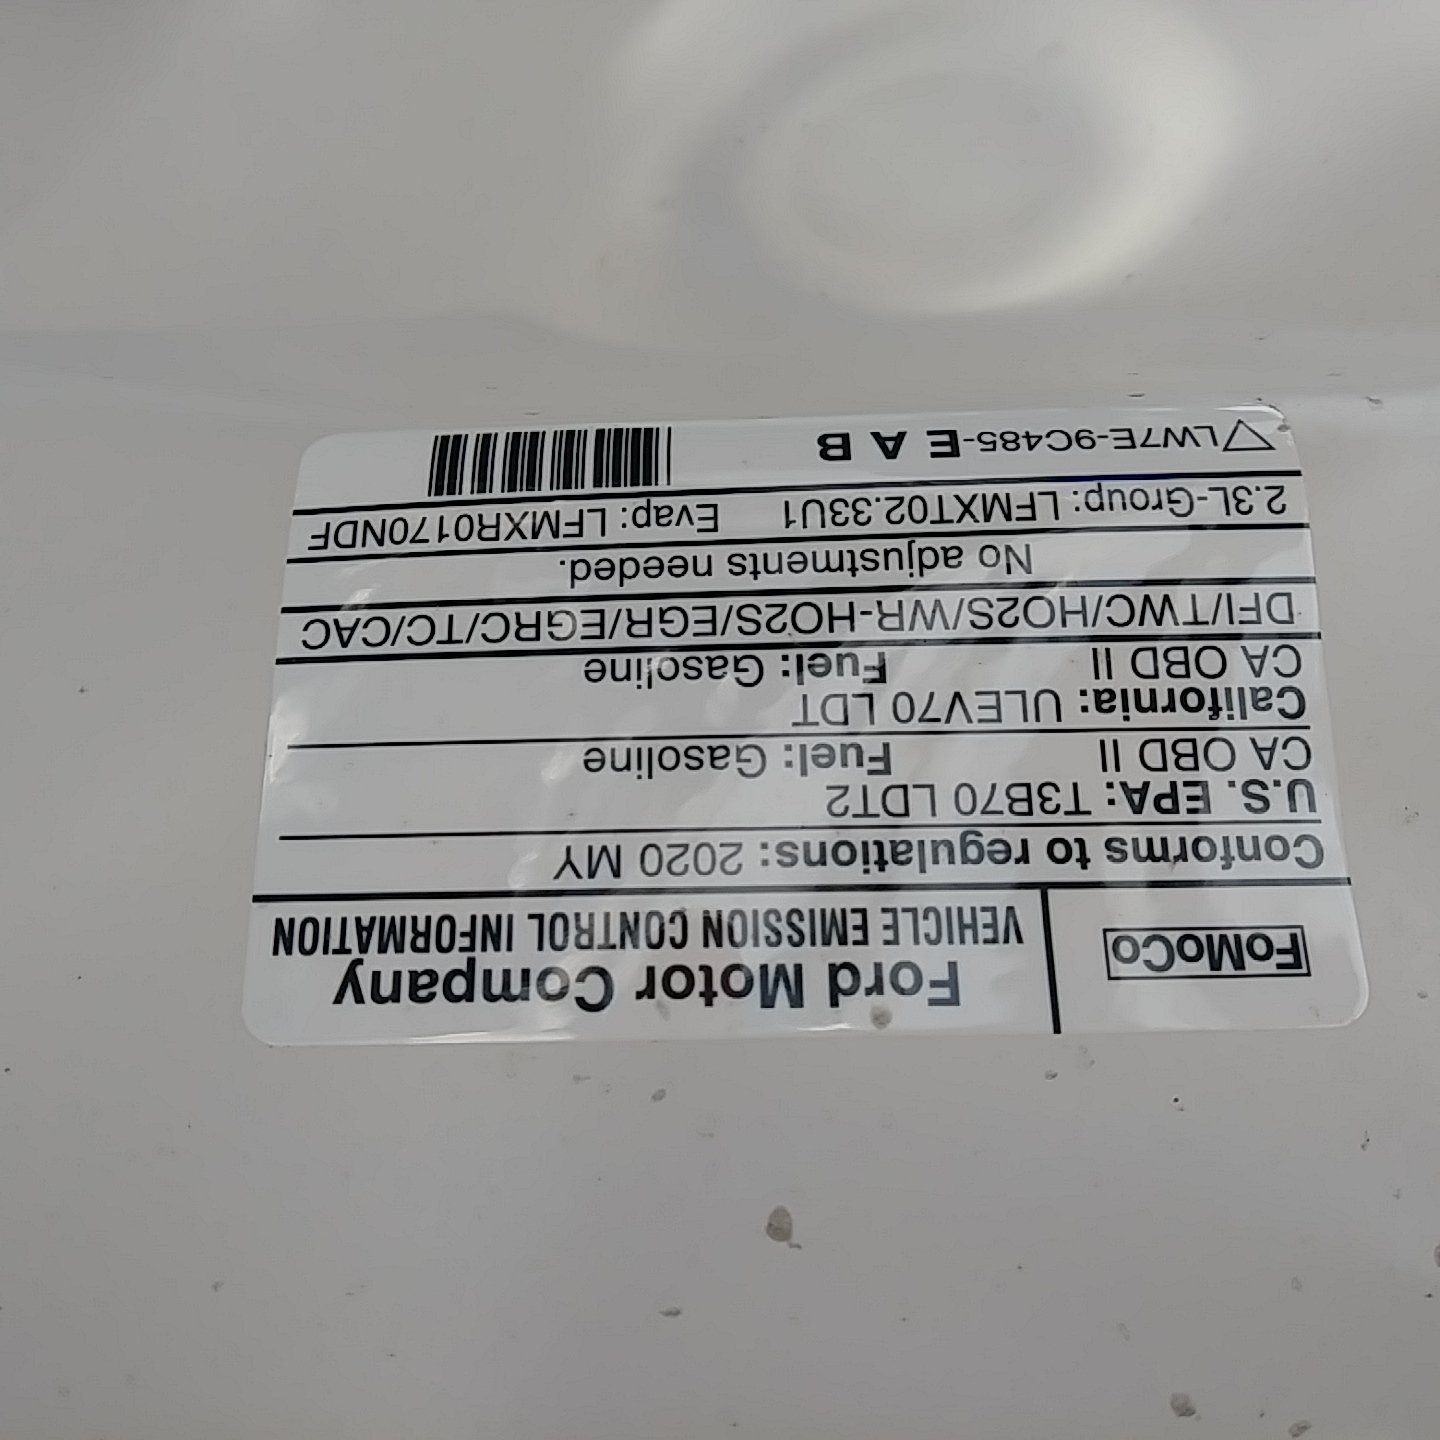 FoMoCo
Ford Motor Company
VEHICLE EMISSION CONTROL INFORMATION
Conforms to regulations: 2020 MY
U.S. EPA: T3B70 LDT2
CA OBD II Fuel: Gasoline
California: ULEV70 LDT
CA OBD II Fuel: Gasoline
DFI/TWC/HO2S/WR-HO2S/EGR/EGRC/TC/CAC
No adjustments needed.
2.3L-Group: LFMXT02.33U1 Evap: LFMXR0170NDF
LW7E-9C485-E A B